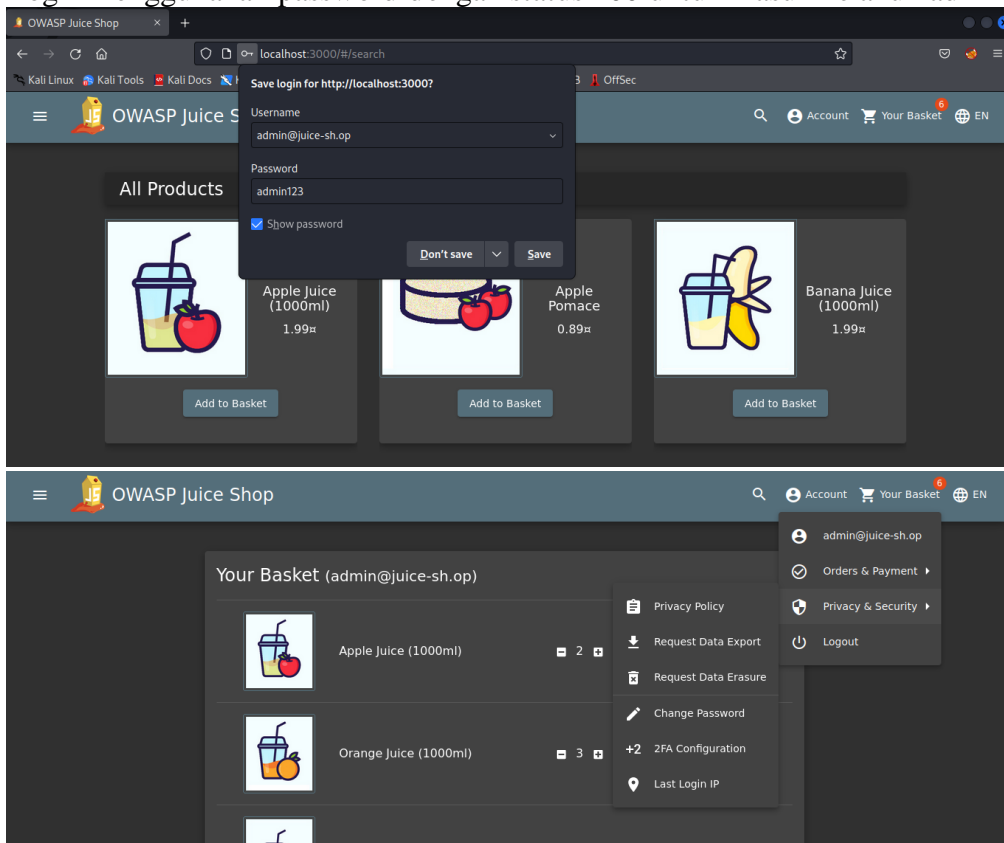 menggunakan password dengan status
OWASP Juice Shop
localhost:3000/#/search
Kali Linux Kali Tools Kali Docs OffSec
Save login for http://localhost:3000?
Username
admin@juice-sh.op
Password
admin123
Show password
Don't save Save
OWASP Juice S
Account Your Basket 6 EN
All Products
Apple Juice (1000ml)
1.99¤
Add to Basket
Apple Pomace
0.89¤
Add to Basket
Banana Juice (1000ml)
1.99¤
Add to Basket
OWASP Juice Shop
Account Your Basket 6 EN
admin@juice-sh.op
Orders & Payment
Privacy & Security
Logout
Privacy Policy
Request Data Export
Request Data Erasure
Change Password
+2 2FA Configuration
Last Login IP
Your Basket (admin@juice-sh.op)
Apple Juice (1000ml) 2
Orange Juice (1000ml) 3